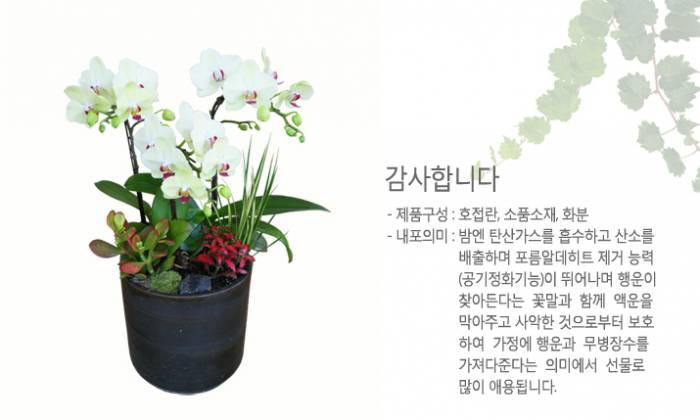 감사합니다
- 제품구성 : 호접란, 소품소재, 화분
- 내포의미 : 밤엔 탄산가스를 흡수하고 산소를
배출하며 포름알데히트 제거 능력
(공기정화기능)이 뛰어나며 행운이
찾아든다는 꽃말과 함께 액운을
막아주고 사악한 것으로부터 보호
하여 가정에 행운과 무병장수를
가져다준다는 의미에서 선물로
많이 애용됩니다.